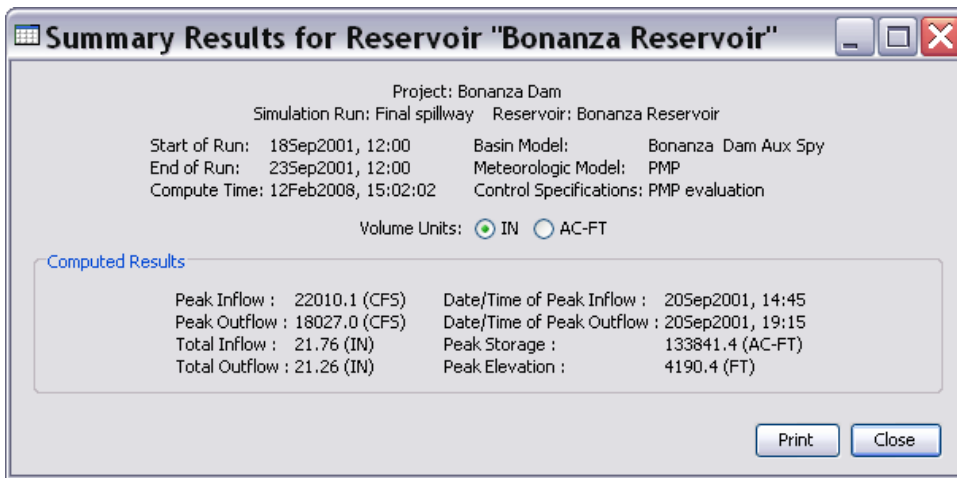 Summary Results for Reservoir "Bonanza Reservoir"
Project: Bonanza Dam
Simulation Run: Final spillway Reservoir: Bonanza Reservoir
Start of Run: 18Sep2001, 12:00 Basin Model: Bonanza Dam Aux Spy
End of Run: 23Sep2001, 12:00 Meteorologic Model: PMP
Compute Time: 12Feb2008, 15:02:02 Control Specifications: PMP evaluation
Volume Units: IN AC-FT
Computed Results
Peak Inflow : 22010.1 (CFS) Date/Time of Peak Inflow : 20Sep2001, 14:45
Peak Outflow : 18027.0 (CFS) Date/Time of Peak Outflow : 20Sep2001, 19:15
Total Inflow : 21.76 (IN) Peak Storage : 133841.4 (AC-FT)
Total Outflow : 21.26 (IN) Peak Elevation : 4190.4 (FT)
Print Close